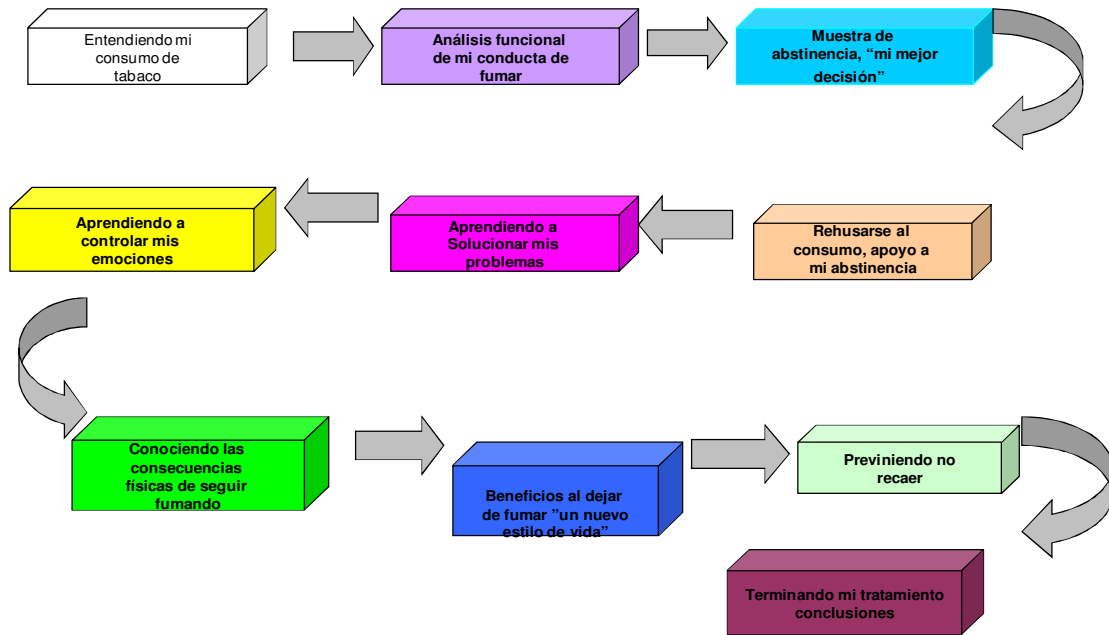 Entendiendo mi
consumo de
tabaco
Análisis funcional
de mi conducta de
fumar
Muestra de
abstinencia, “mi mejor
decisión”
Rehusarse al
consumo, apoyo a
mi abstinencia
Aprendiendo a
Solucionar mis
problemas
Aprendiendo a
controlar mis
emociones
Conociendo las
consecuencias
físicas de seguir
fumando
Beneficios al dejar
de fumar ”un nuevo
estilo de vida”
Previniendo no
recaer
Terminando mi tratamiento
conclusiones